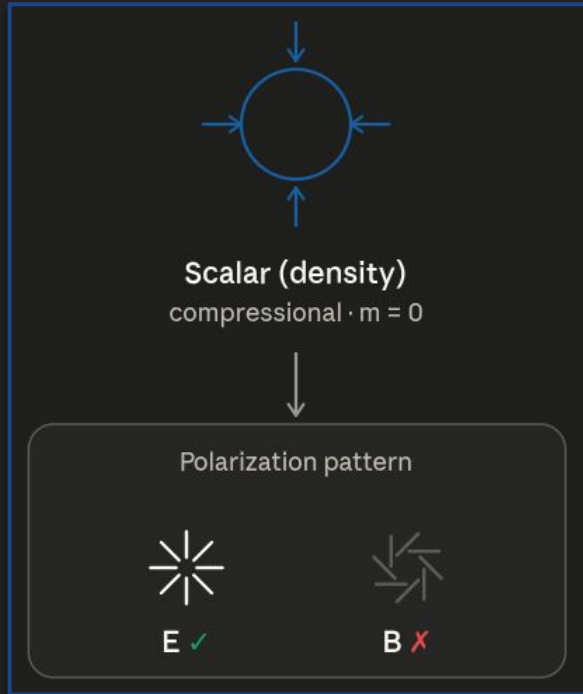 Scalar (density)
compressional · m = 0
Polarization pattern
E ✓ B ✗